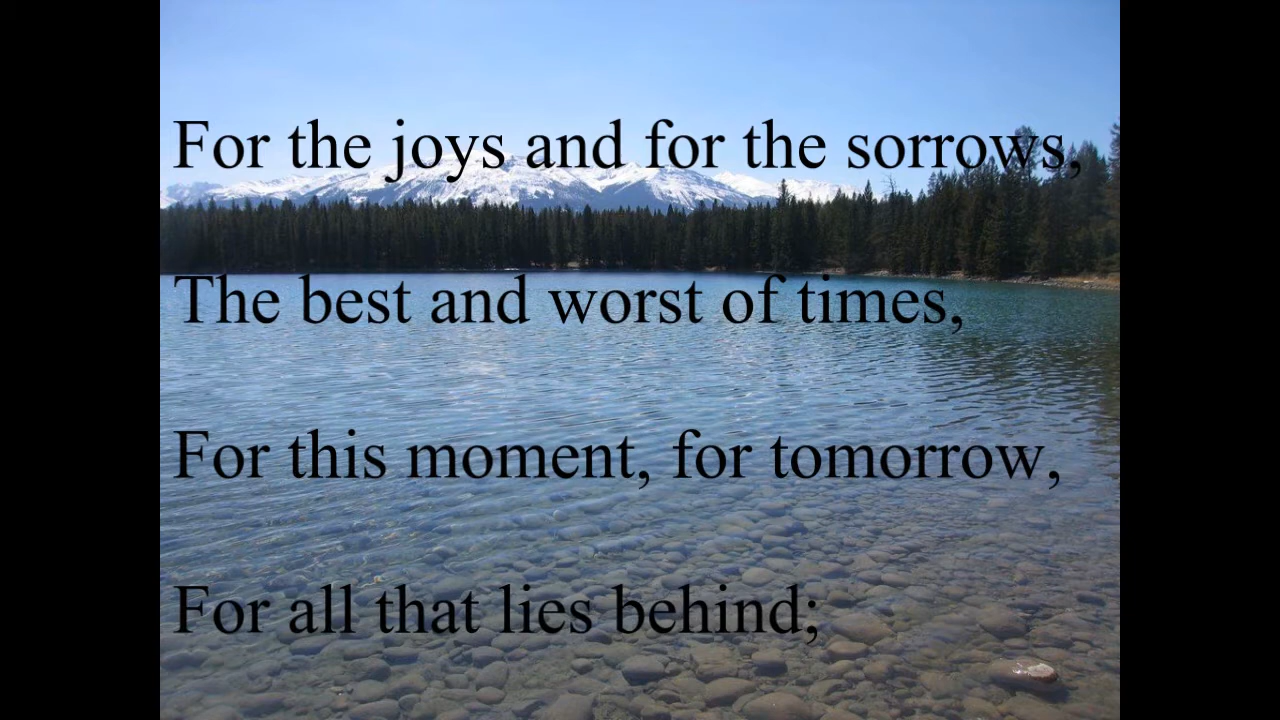 For the joys and for the sorrows,
The best and worst of times,
For this moment, for tomorrow,
For all that lies behind;